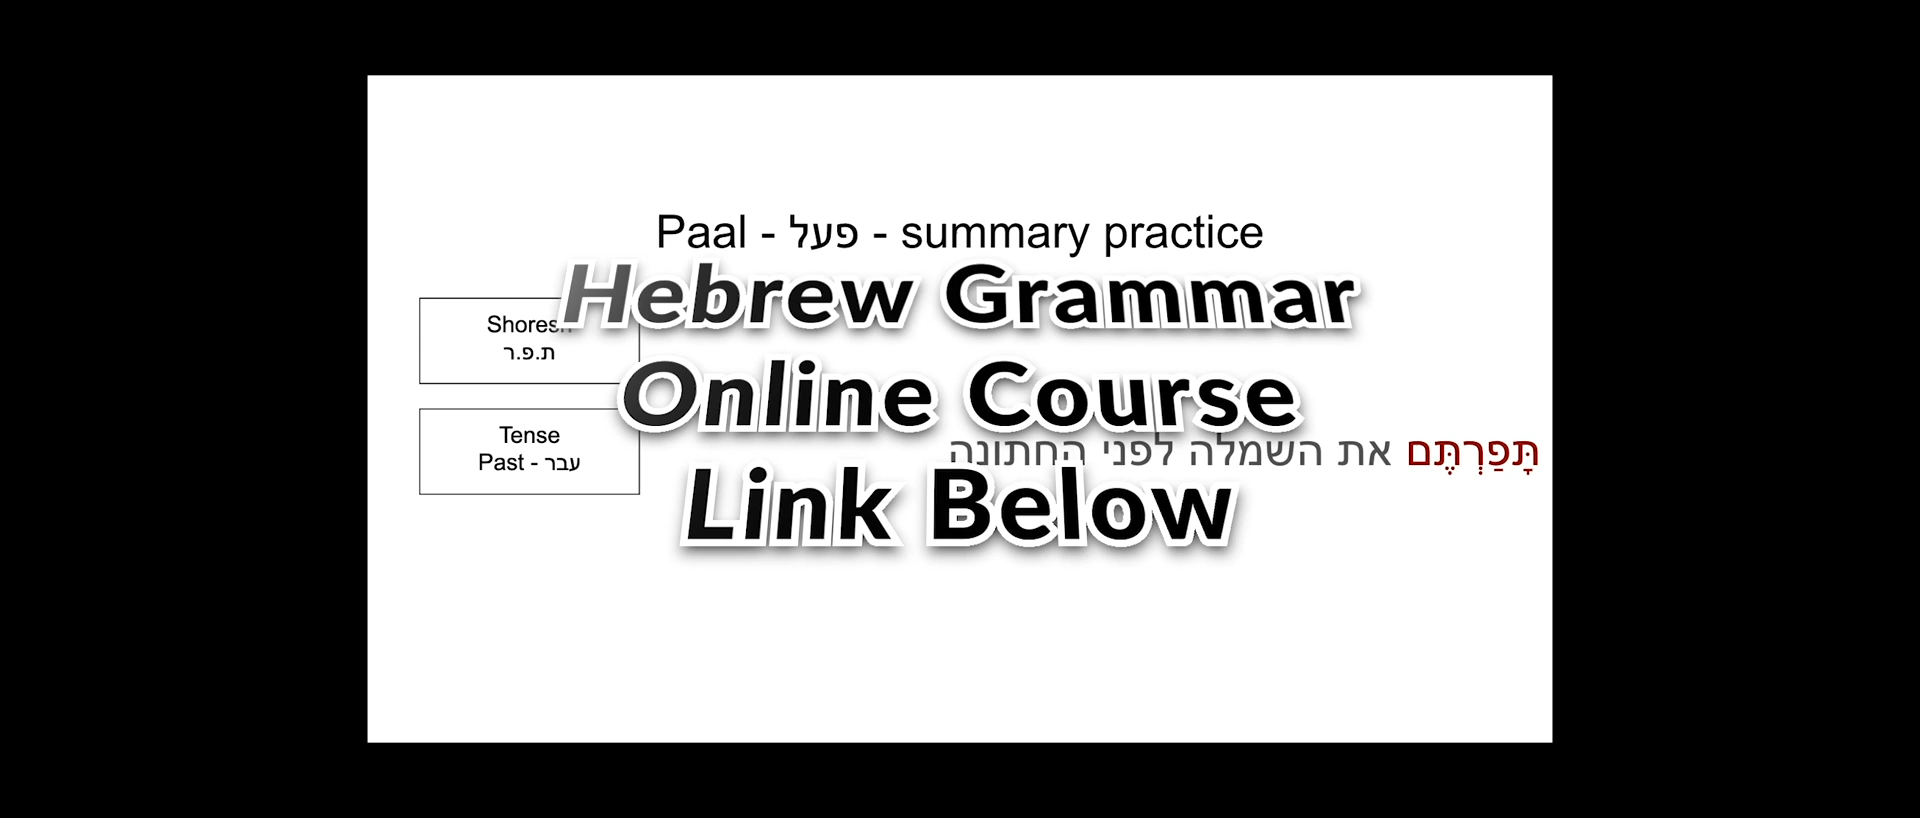 Paal - פעל - summary practice
Hebrew Grammar
Online Course
Link Below
Shoresh
ת.פ.ר
Tense
Past - עבר
תָּפַרְתֶּם את השמלה לפני החתונה